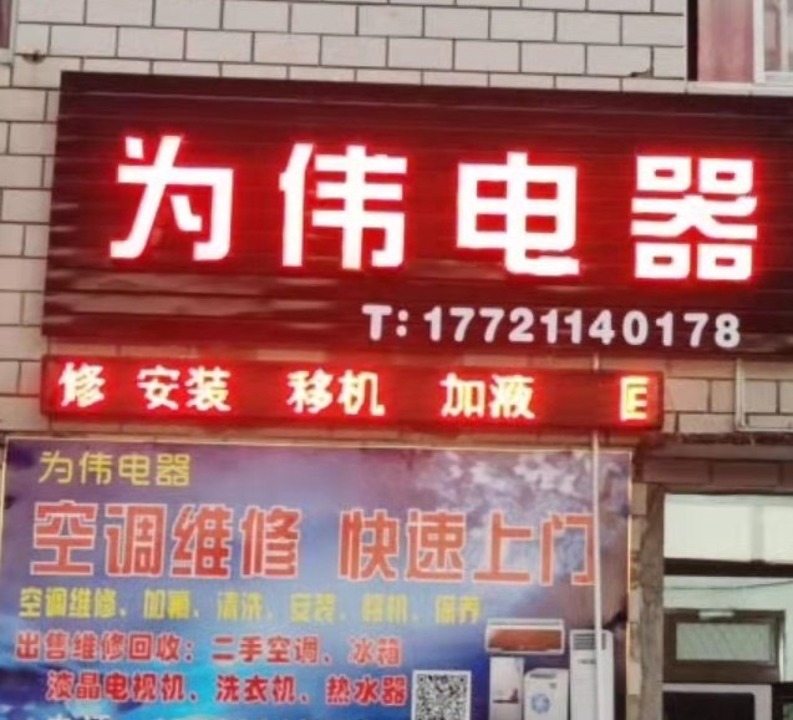 为伟电器
T: 17721140178
修 安装 移机 加液
为伟电器
空调维修 快速上门
空调维修、加氟、清洗、安装、移机、保养
出售维修回收：二手空调、冰箱
液晶电视机、洗衣机、热水器